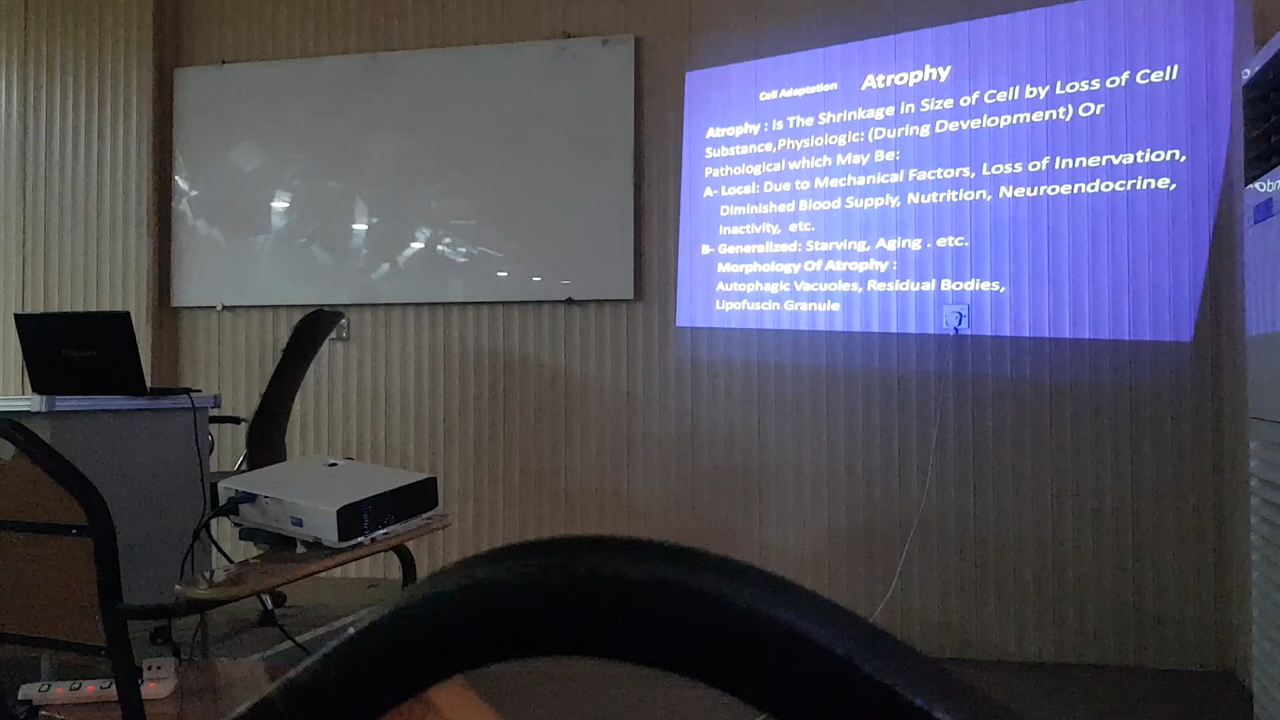 Cell Adaptation Atrophy
Atrophy : Is The Shrinkage in Size of Cell by Loss of Cell
Substance,Physiologic: (During Development) Or
Pathological which May Be:
A- Local: Due to Mechanical Factors, Loss of Innervation,
Diminished Blood Supply, Nutrition, Neuroendocrine,
Inactivity, etc.
B- Generalized: Starving, Aging . etc.
Morphology Of Atrophy :
Autophagic Vacuoles, Residual Bodies,
Lipofuscin Granule